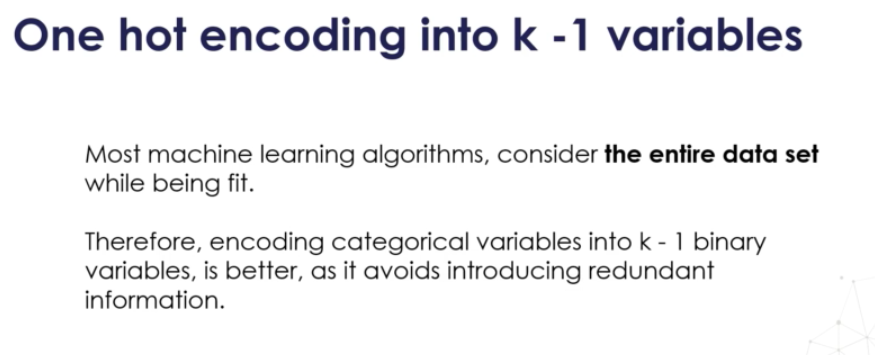 One hot encoding into k -1 variables
Most machine learning algorithms, consider the entire data set
while being fit.
Therefore, encoding categorical variables into k - 1 binary
variables, is better, as it avoids introducing redundant
information.